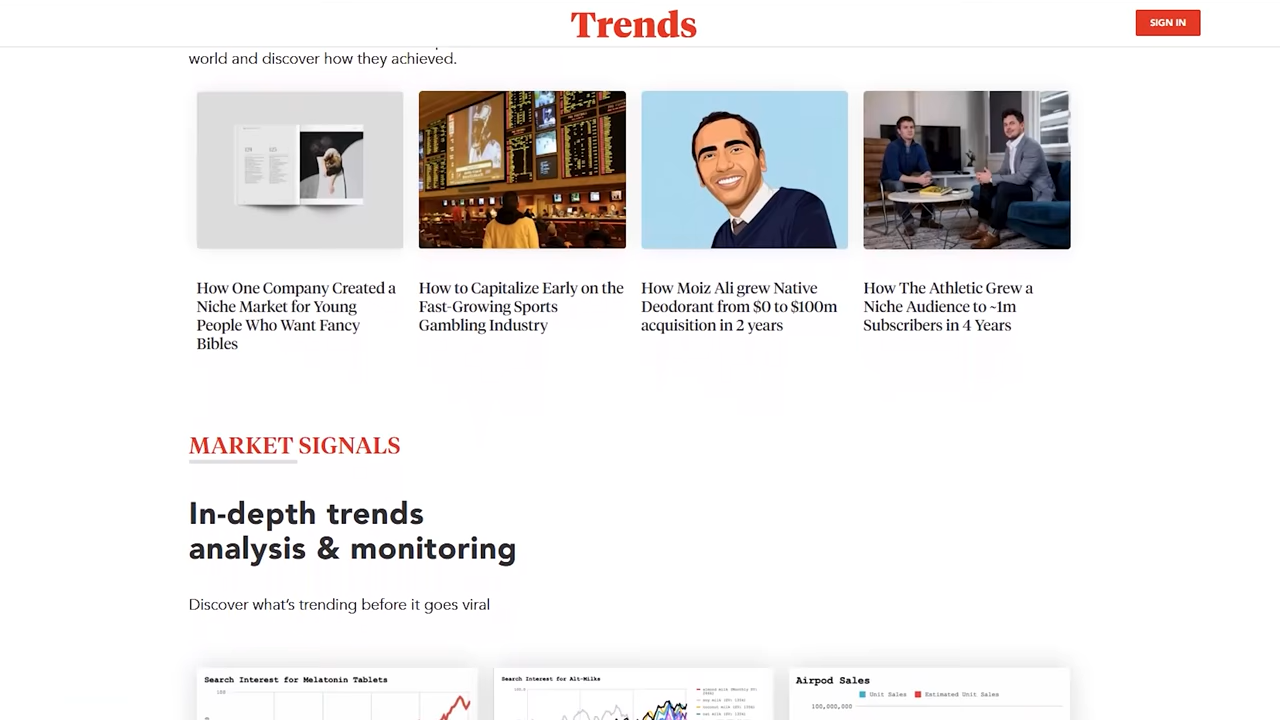 Trends
SIGN IN
world and discover how they achieved.
How One Company Created a
Niche Market for Young
People Who Want Fancy
Bibles
How to Capitalize Early on the
Fast-Growing Sports
Gambling Industry
How Moiz Ali grew Native
Deodorant from $0 to $100m
acquisition in 2 years
How The Athletic Grew a
Niche Audience to ~1m
Subscribers in 4 Years
MARKET SIGNALS
In-depth trends
analysis & monitoring
Discover what's trending before it goes viral
Search Interest for Melatonin Tablets
100
Search Interest for Alt-Milks
Airpod Sales
Unit Sales
Estimated Unit Sales
100,000,000